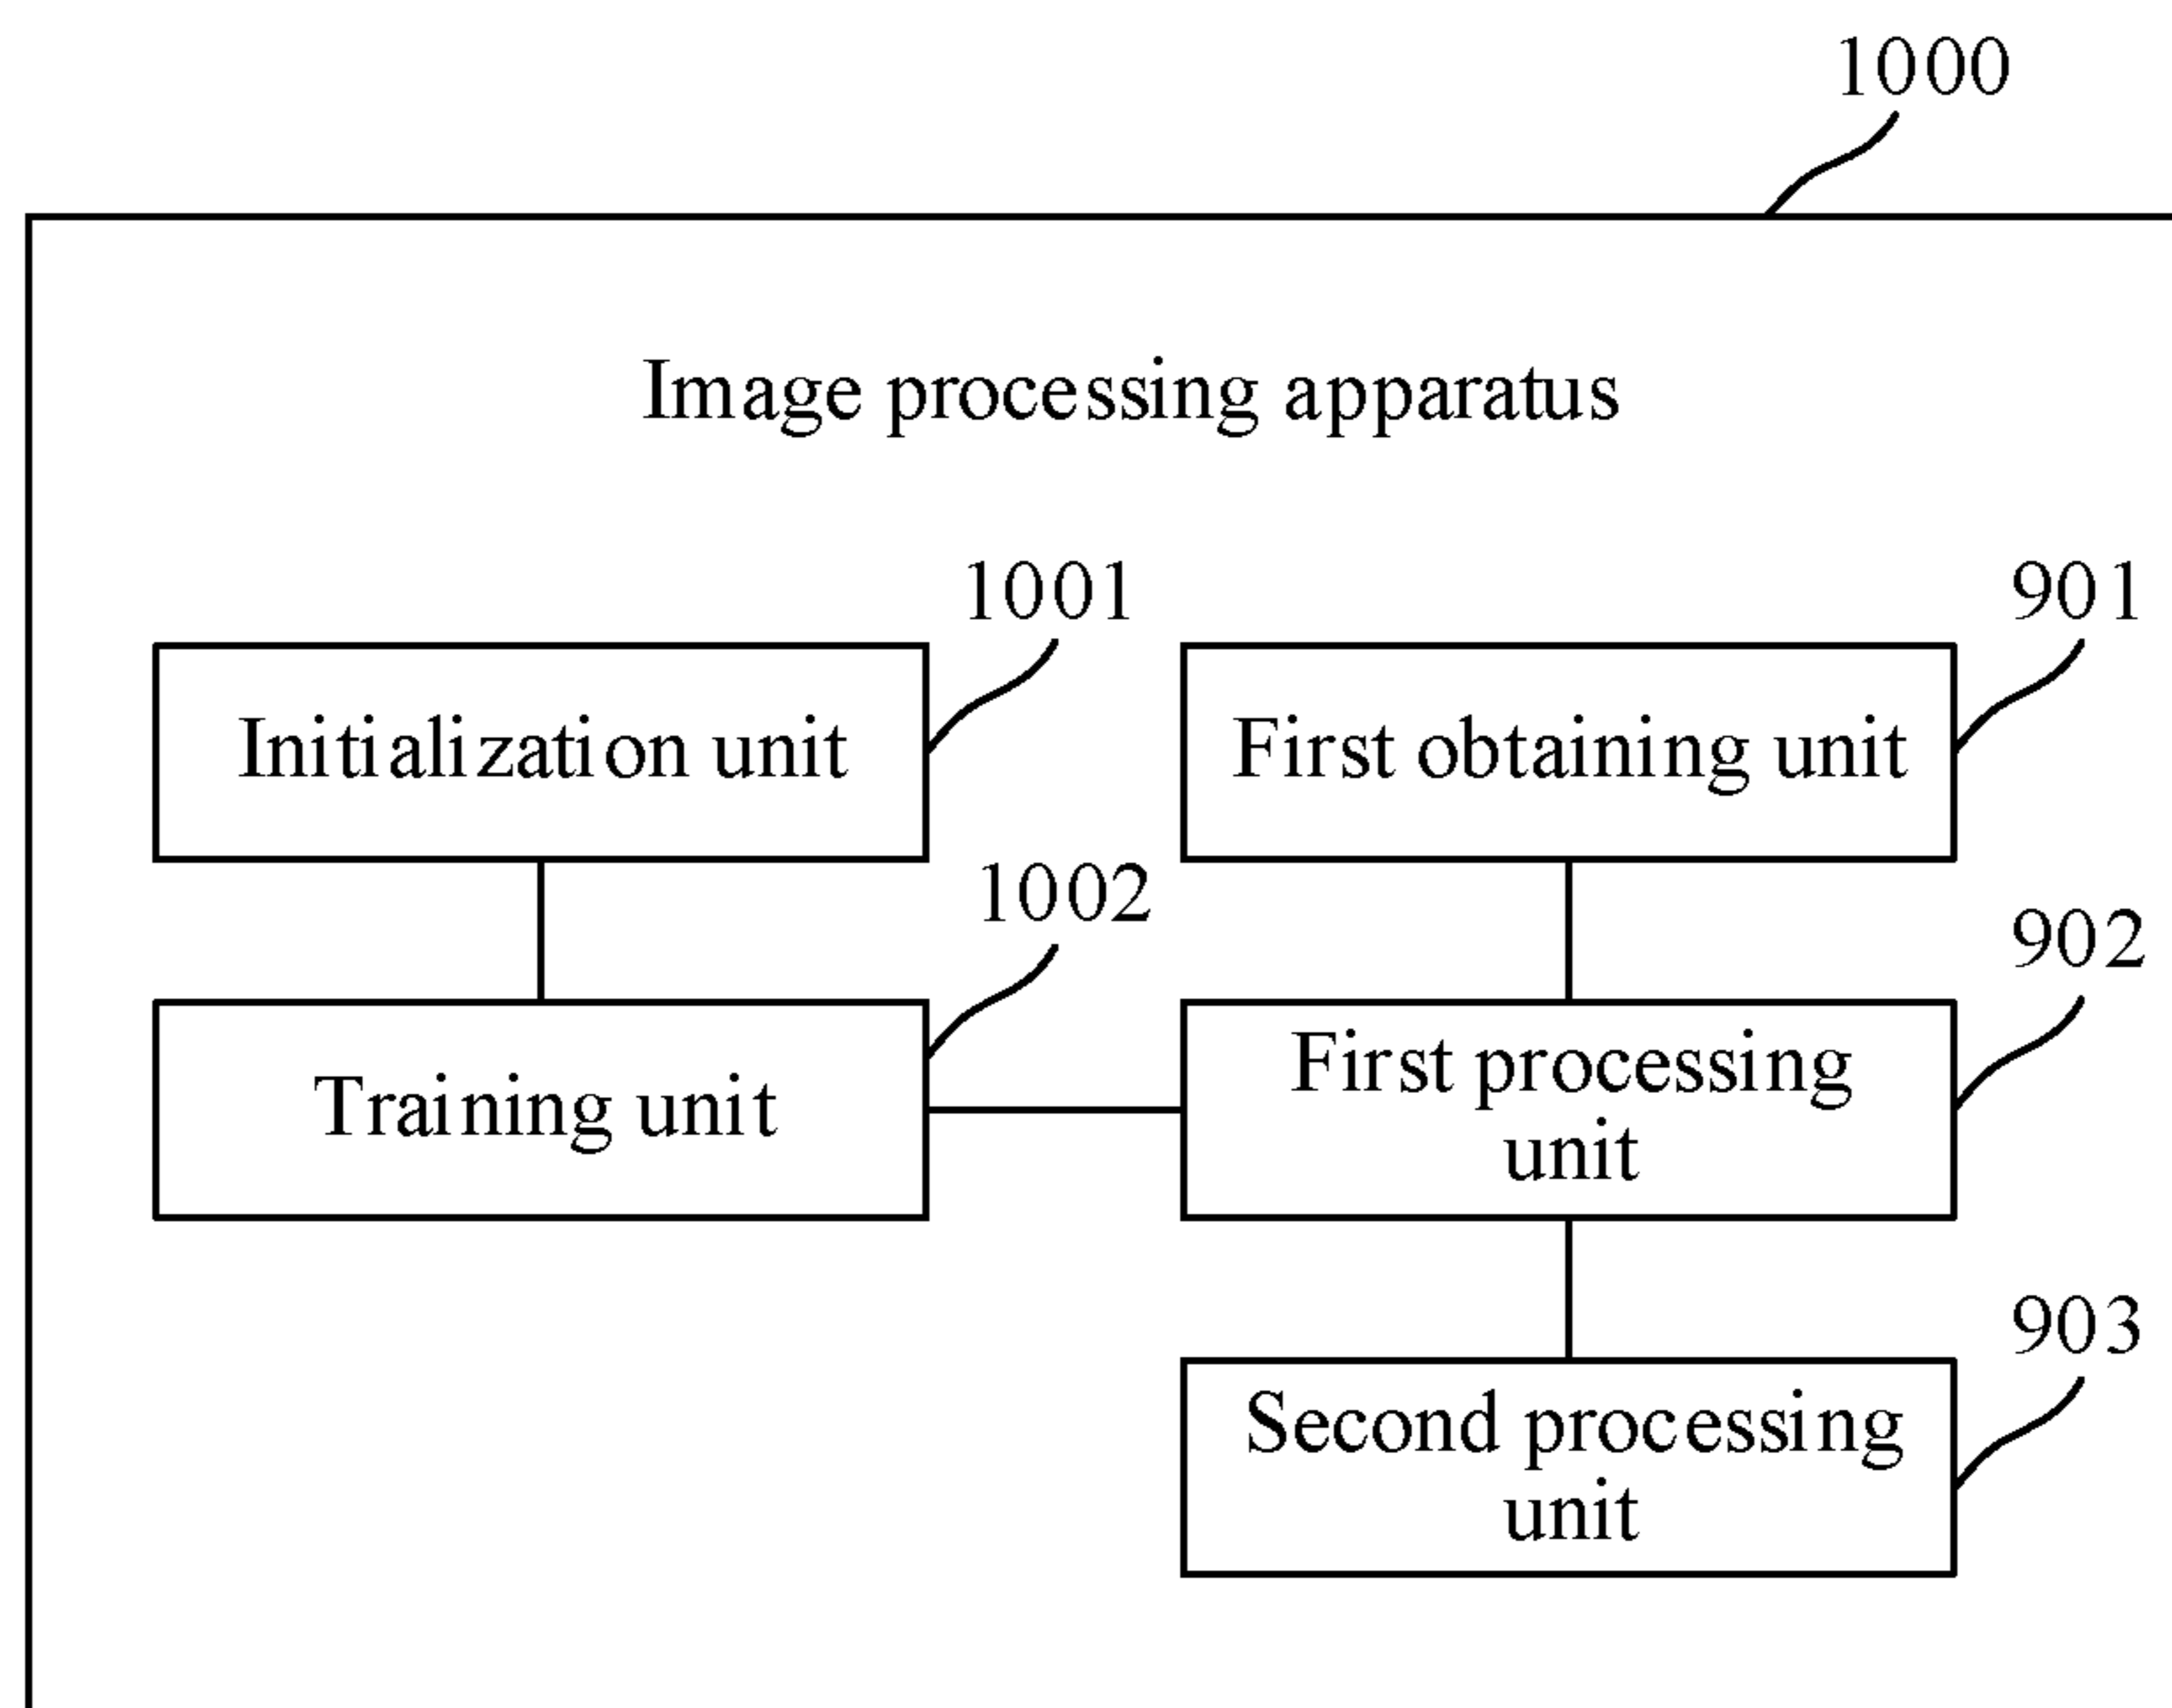 1000
Image processing apparatus
1001
901
Initialization unit
First obtaining unit
1002
902
Training unit
First processing
unit
903
Second processing
unit